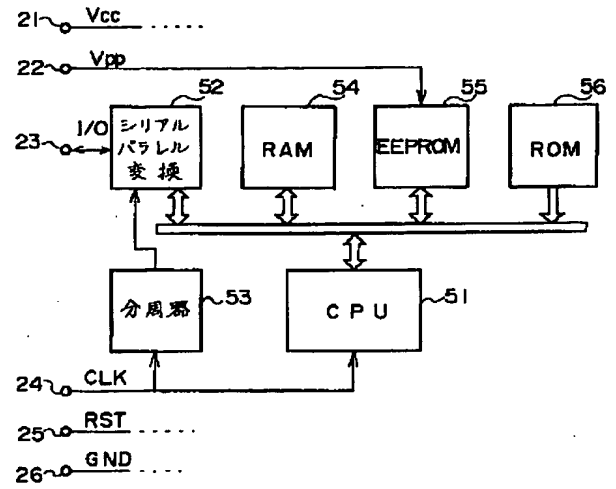 21 Vcc
22 Vpp
52
54
55
56
23 I/O
シリアル
パラレル
変換
RAM
EEPROM
ROM
分周器
53
CPU
51
24 CLK
25 RST
26 GND